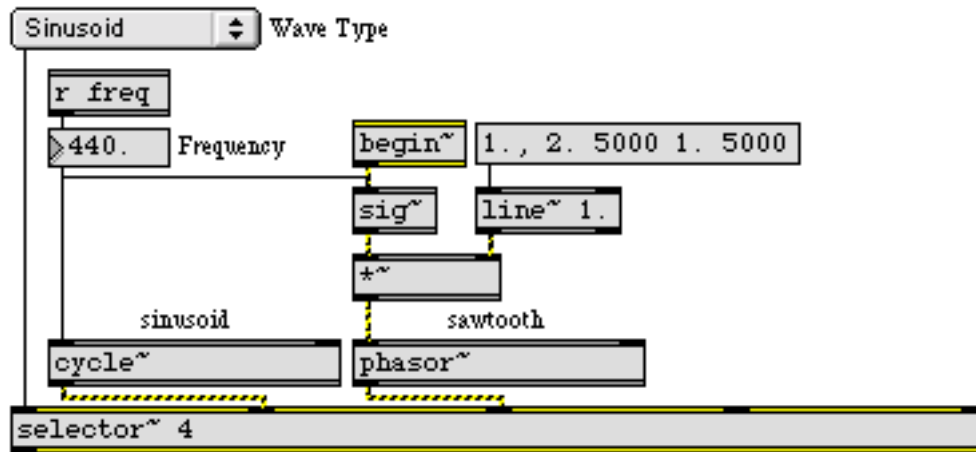 Sinusoid Wave Type
r freq
440. Frequency begin~ 1., 2. 5000 1. 5000
sig~ line~ 1.
*~
sinusoid sawtooth
cycle~ phasor~
selector~ 4